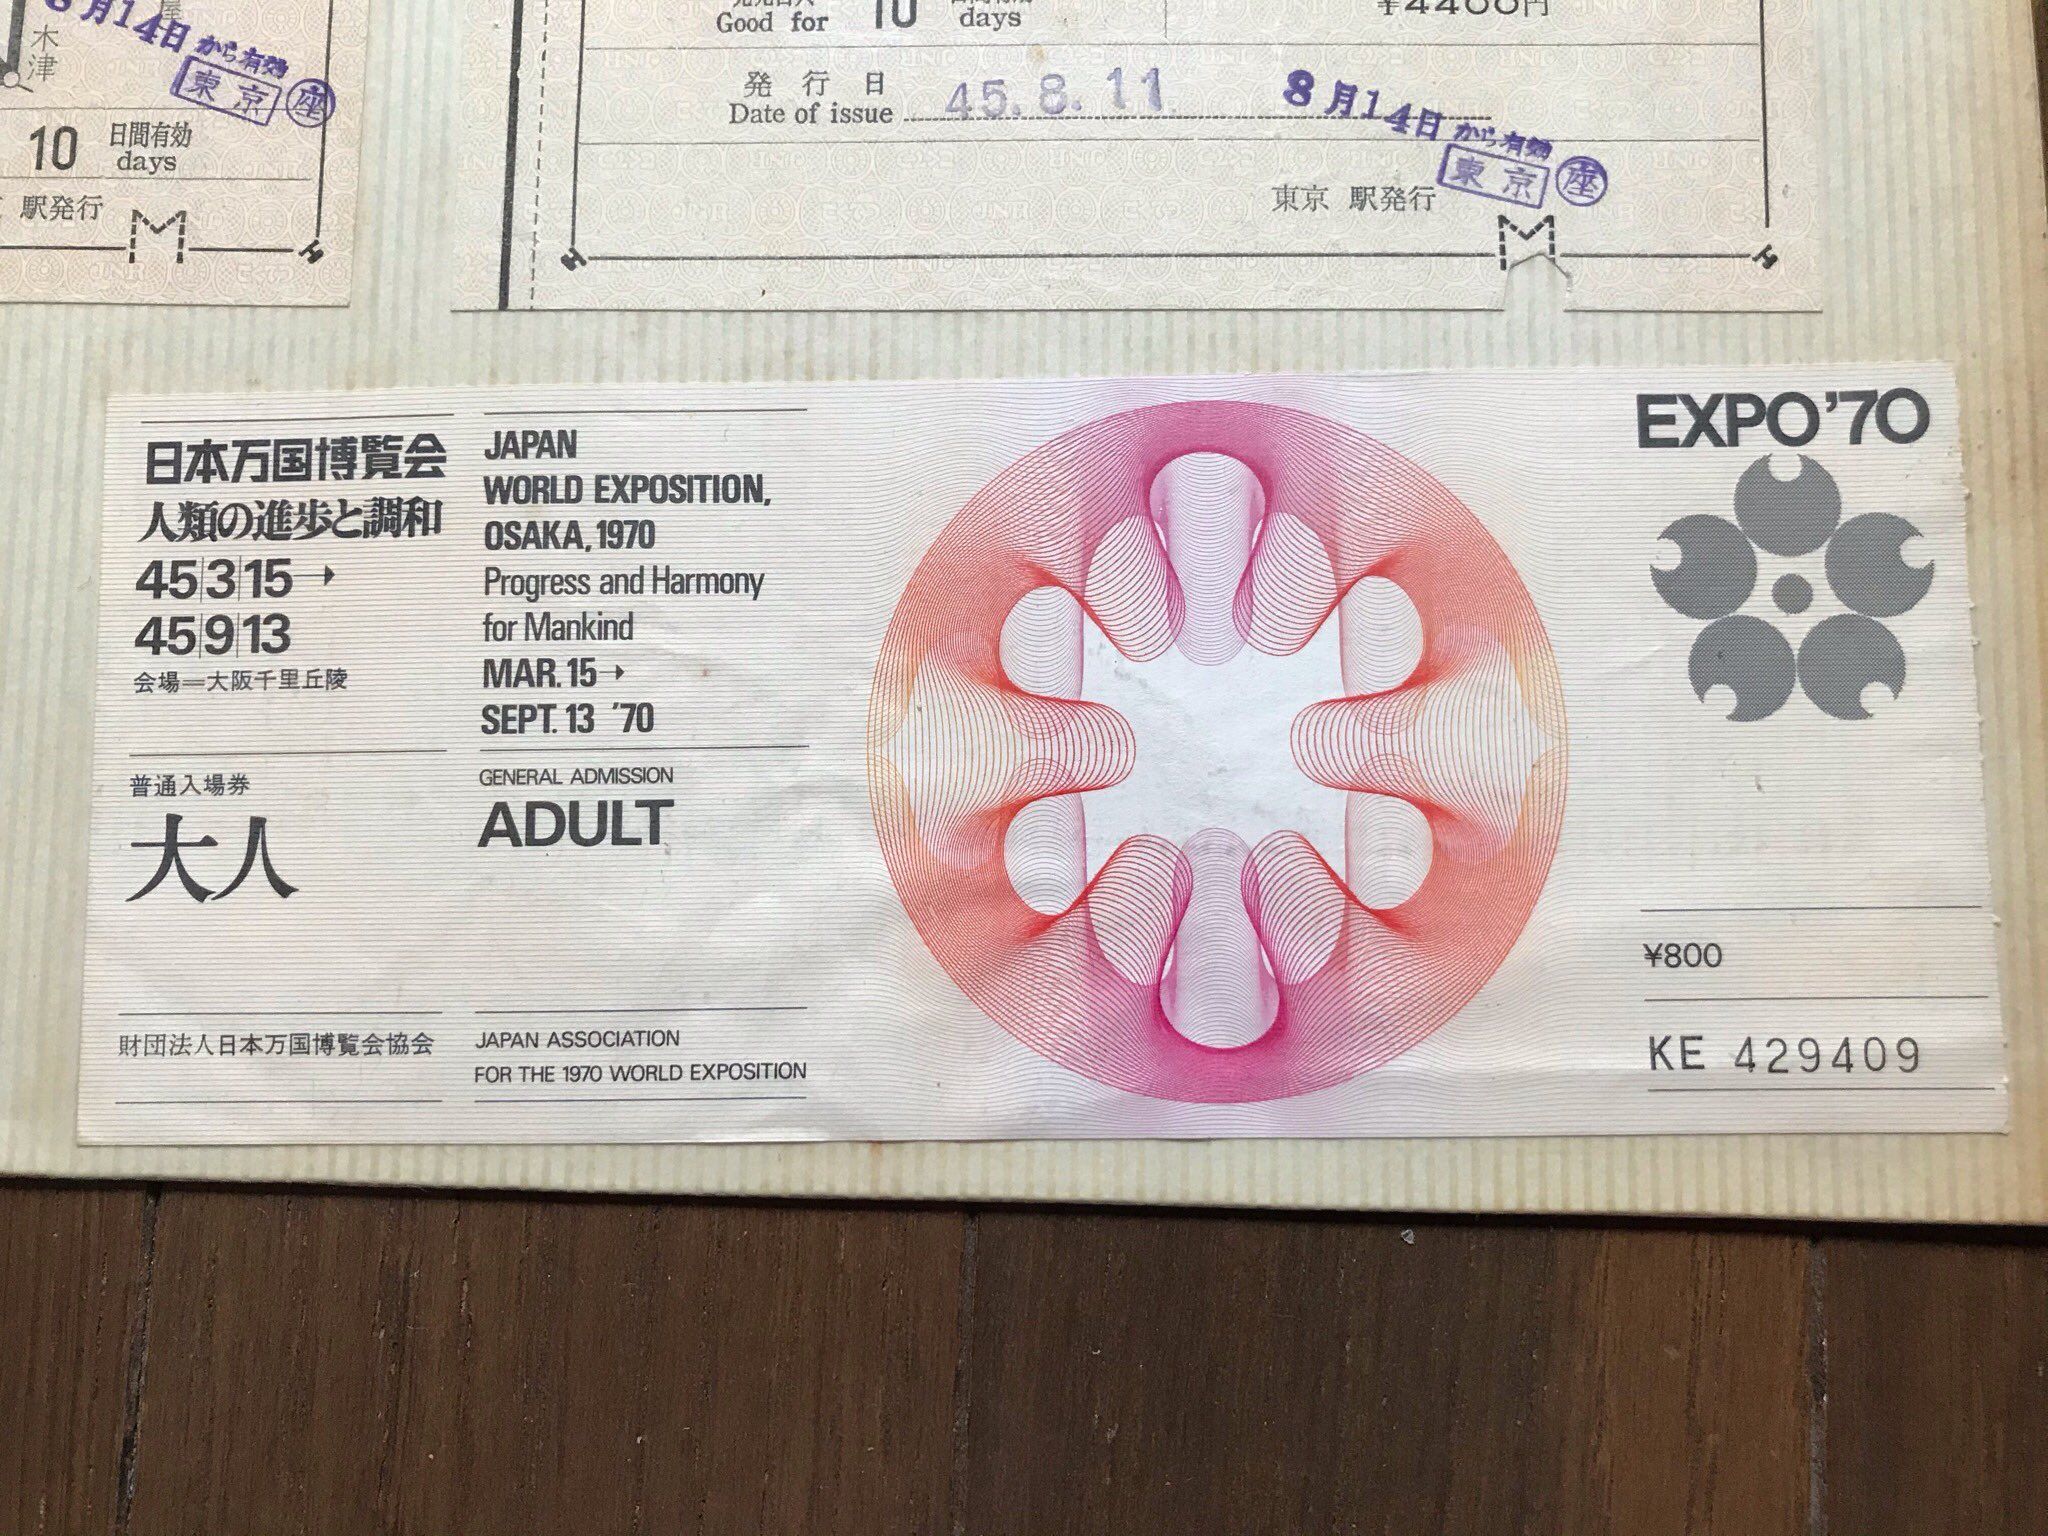 8月14日から有効
東京 座
木津
10 日間有効
days
駅発行
Good for 10 days
¥4400円
発行日
Date of issue 45.8.11
8月14日から有効
東京 座
東京 駅発行
日本万国博覧会
人類の進歩と調和
45|3|15→
45|9|13
会場＝大阪千里丘陵
普通入場券
大人
財団法人日本万国博覧会協会
JAPAN
WORLD EXPOSITION,
OSAKA, 1970
Progress and Harmony
for Mankind
MAR. 15→
SEPT. 13 '70
GENERAL ADMISSION
ADULT
JAPAN ASSOCIATION
FOR THE 1970 WORLD EXPOSITION
EXPO'70
¥800
KE 429409